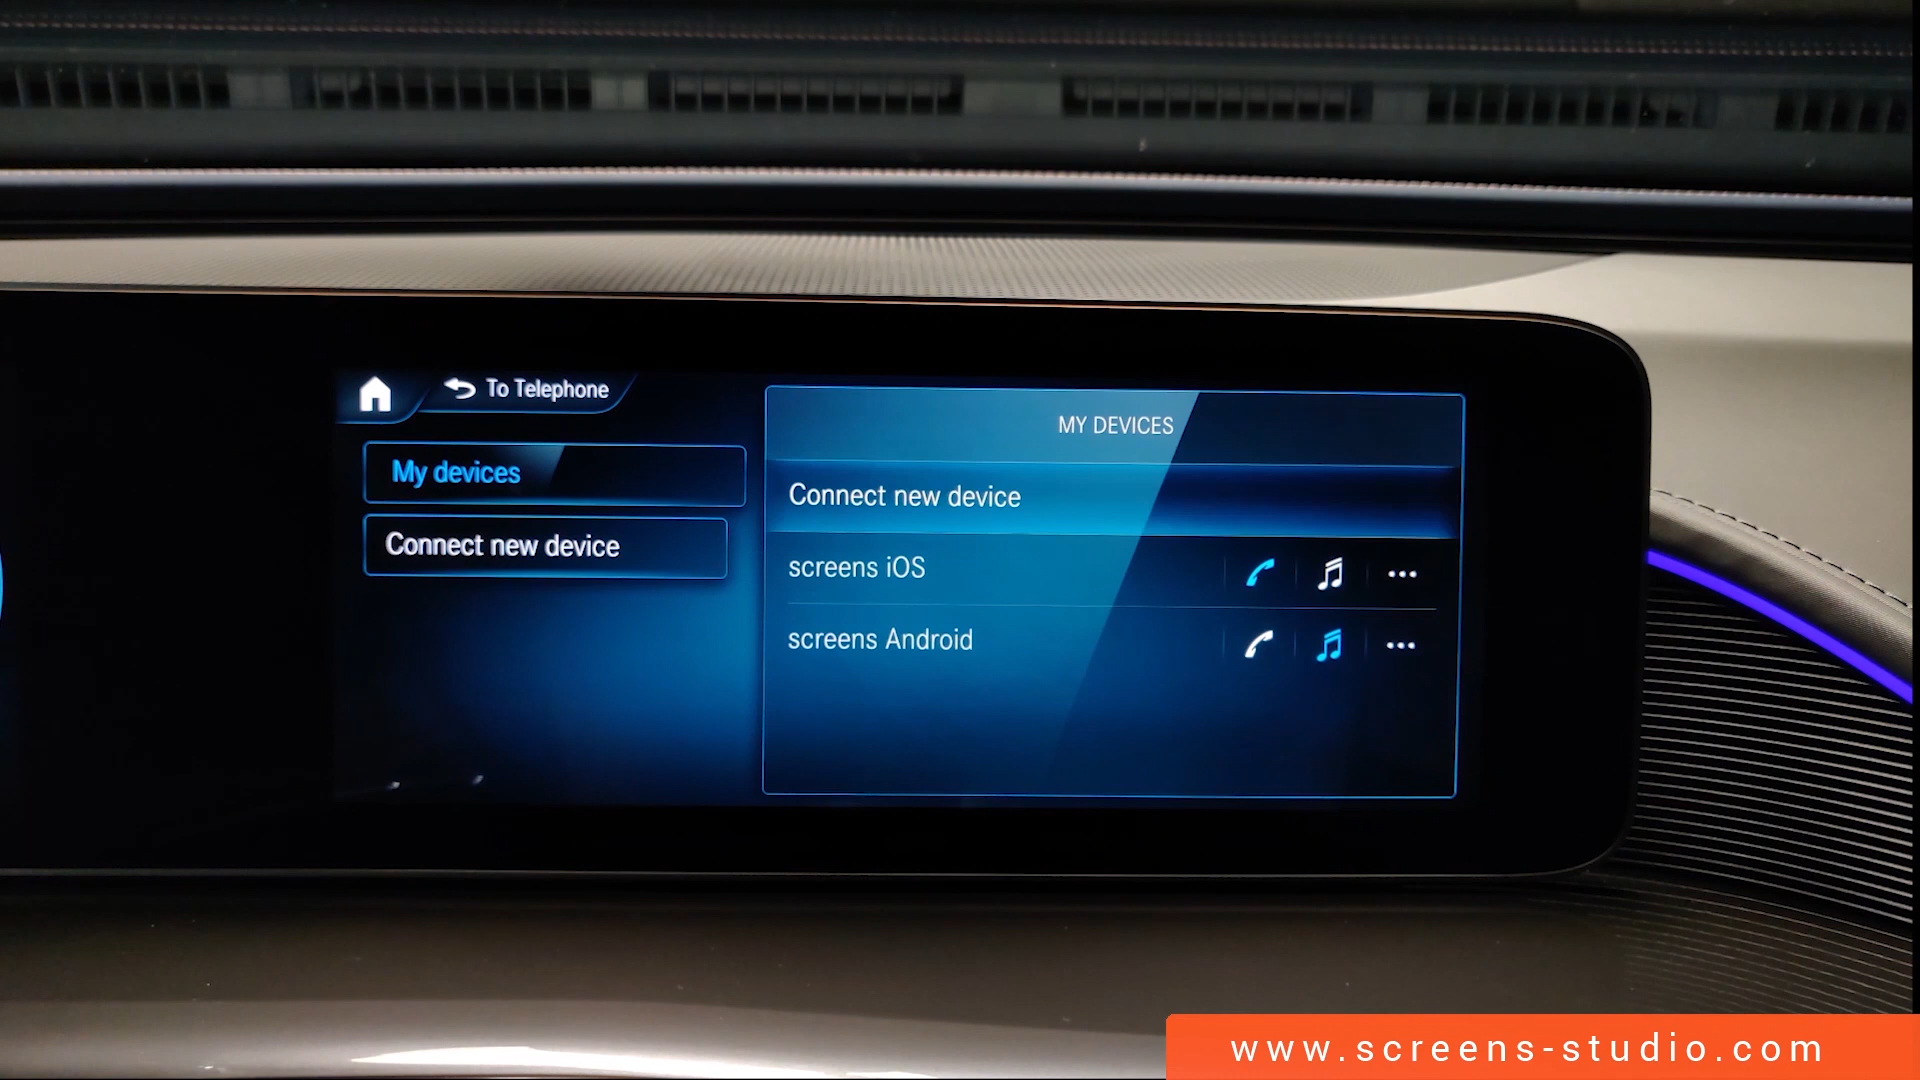 To Telephone
My devices
Connect new device
MY DEVICES
Connect new device
screens iOS
screens Android
www.screens-studio.com